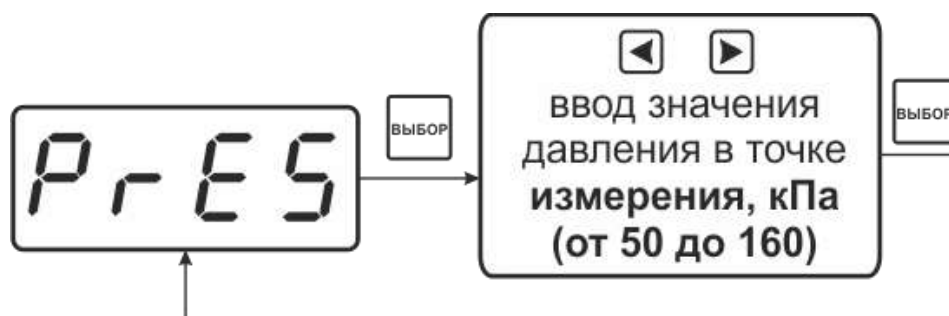 PrES
ВЫБОР
ввод значения
давления в точке
измерения, кПа
(от 50 до 160)
ВЫБОР